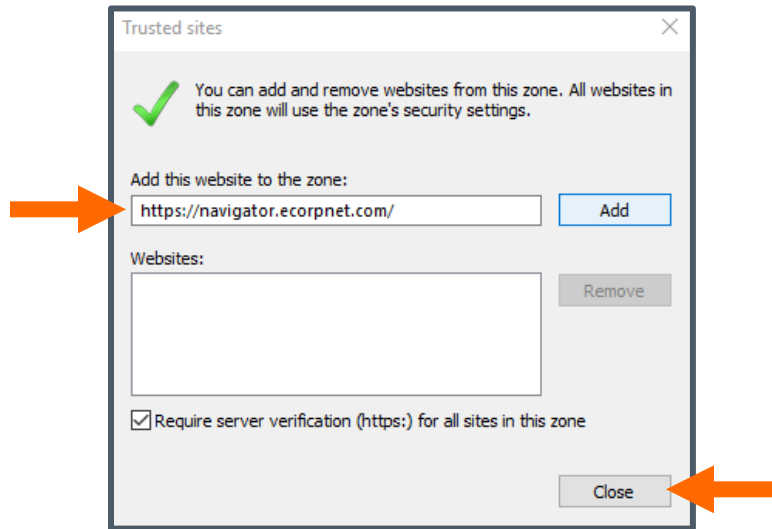 Trusted sites
You can add and remove websites from this zone. All websites in
this zone will use the zone's security settings.
Add this website to the zone:
https://navigator.ecorpnet.com/
Add
Websites:
Remove
Require server verification (https:) for all sites in this zone
Close